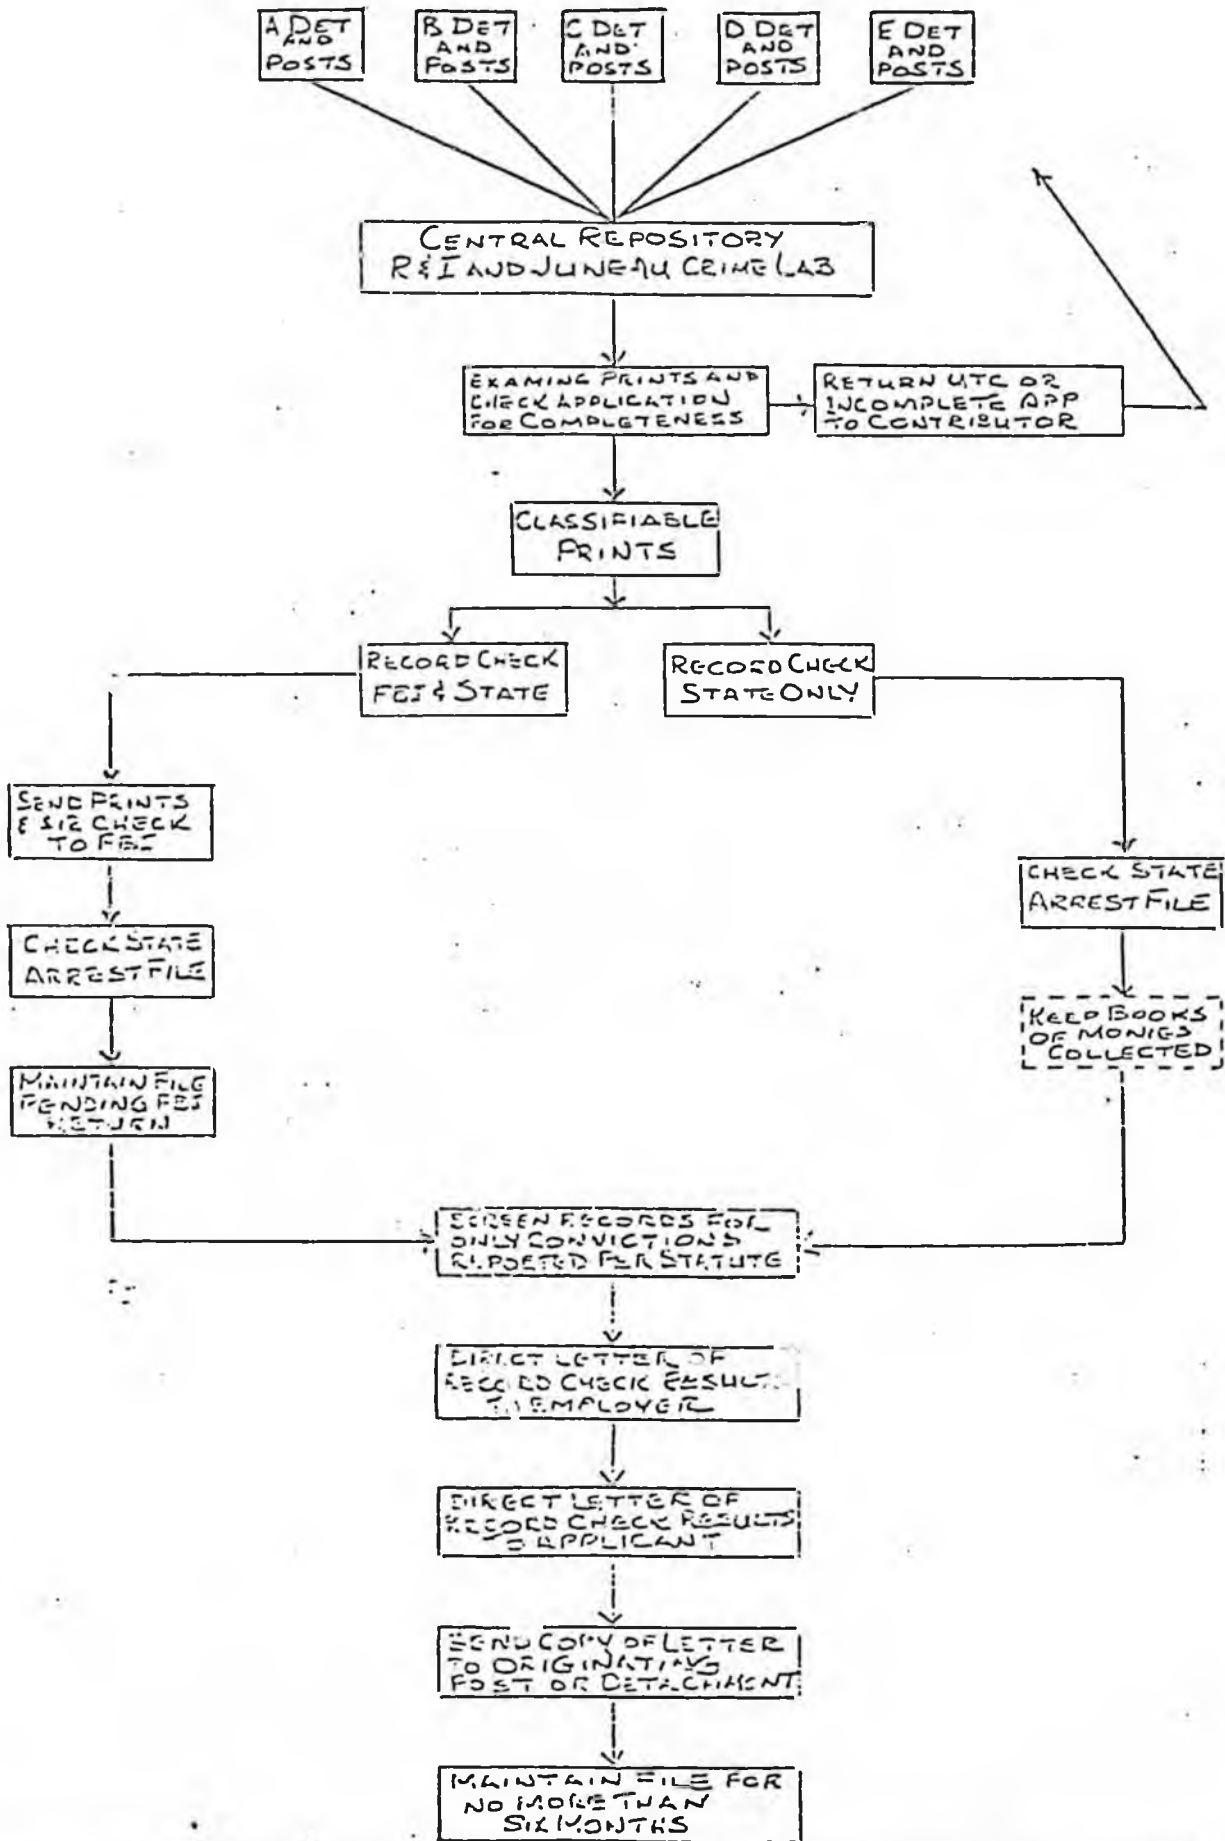 A DET
AND
POSTS
B DET
AND
POSTS
C DET
AND
POSTS
D DET
AND
POSTS
E DET
AND
POSTS
CENTRAL REPOSITORY
R & I AND JUNEAU CRIME LAB
EXAMING PRINTS AND
CHECK APPLICATION
FOR COMPLETENESS
RETURN UTC OR
INCOMPLETE APP
TO CONTRIBUTOR
CLASSIFIABLE
PRINTS
RECORD CHECK
FBI & STATE
RECORD CHECK
STATE ONLY
SEND PRINTS
& $12 CHECK
TO FBI
CHECK STATE
ARREST FILE
CHECK STATE
ARREST FILE
KEEP BOOKS
OF MONIES
COLLECTED
MAINTAIN FILE
PENDING FBI
RETURN
SCREEN RECORDS FOR
ONLY CONVICTIONS
REPORTED PER STATUTE
DIRECT LETTER OF
RECORD CHECK RESULT
EMPLOYER
DIRECT LETTER OF
RECORD CHECK RESULTS
APPLICANT
SEND COPY OF LETTER
TO ORIGINATING
POST OR DETACHMENT
MAINTAIN FILE FOR
NO MORE THAN
SIX MONTHS